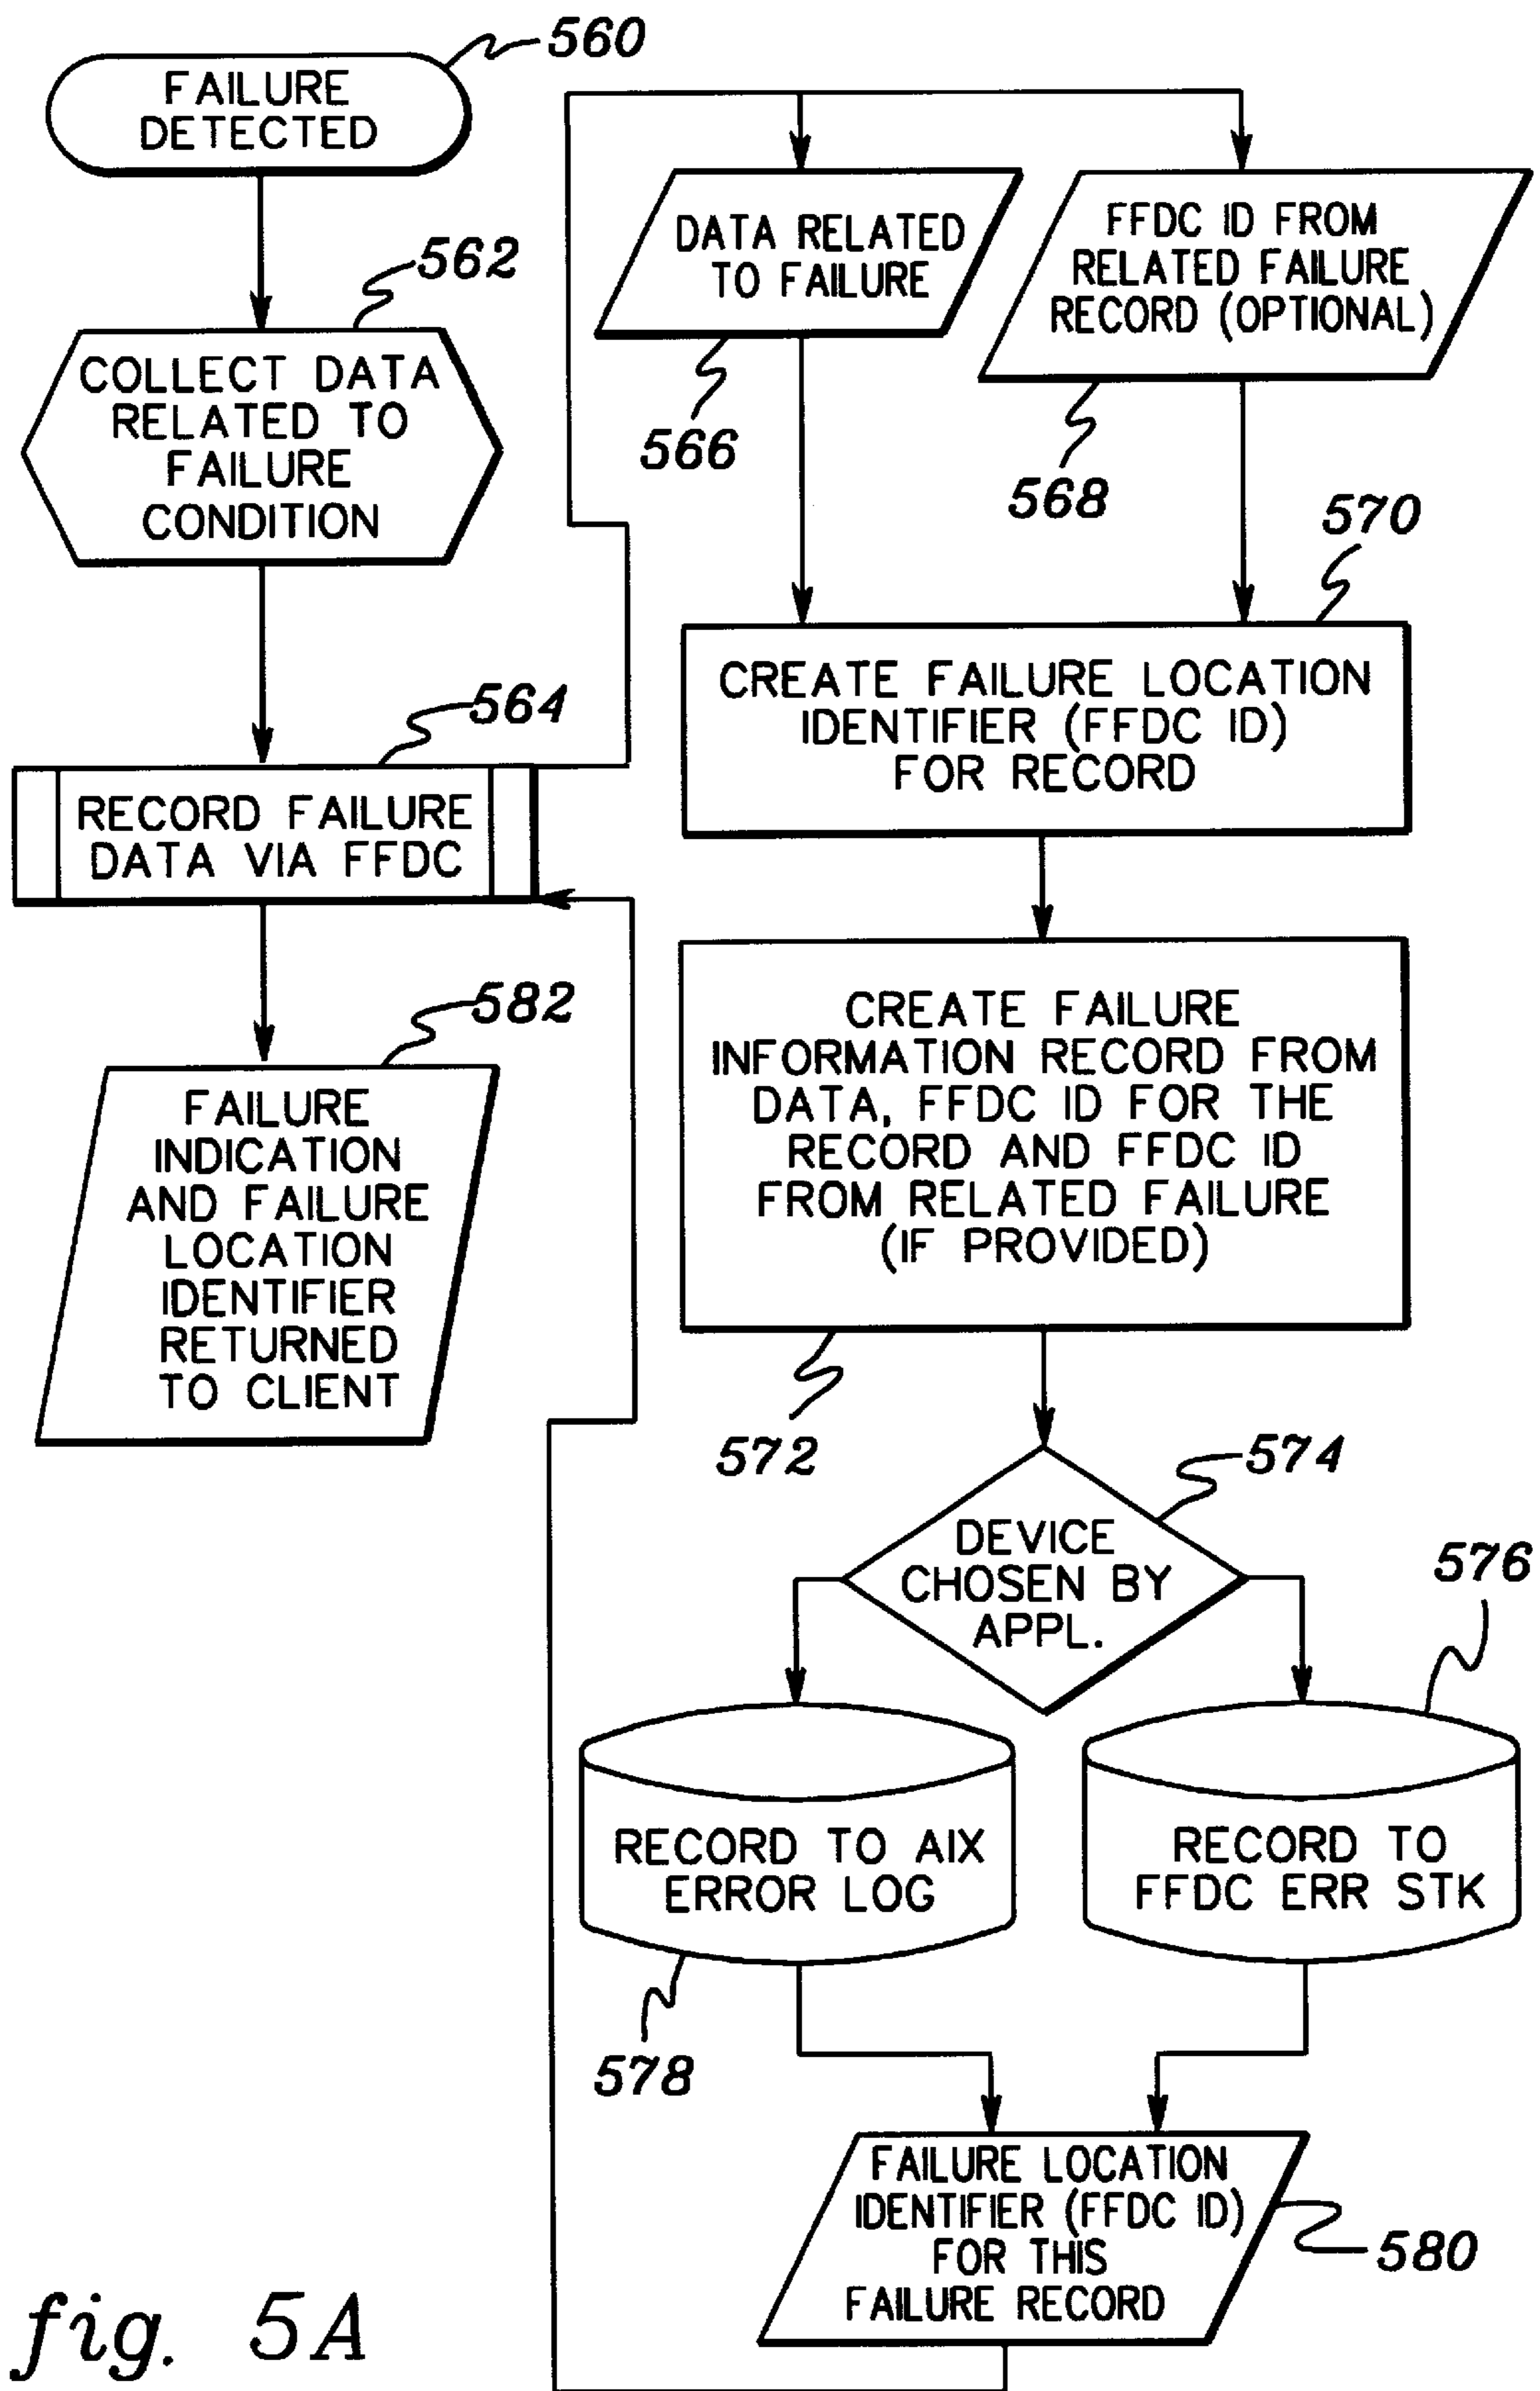 560
FAILURE
DETECTED
562
COLLECT DATA
RELATED TO
FAILURE
CONDITION
564
RECORD FAILURE
DATA VIA FFDC
582
FAILURE
INDICATION
AND FAILURE
LOCATION
IDENTIFIER
RETURNED
TO CLIENT
DATA RELATED
TO FAILURE
566
FFDC ID FROM
RELATED FAILURE
RECORD (OPTIONAL)
568
570
CREATE FAILURE LOCATION
IDENTIFIER (FFDC ID)
FOR RECORD
CREATE FAILURE
INFORMATION RECORD FROM
DATA, FFDC ID FOR THE
RECORD AND FFDC ID
FROM RELATED FAILURE
(IF PROVIDED)
572
574
DEVICE
CHOSEN BY
APPL.
576
RECORD TO AIX
ERROR LOG
578
RECORD TO
FFDC ERR STK
FAILURE LOCATION
IDENTIFIER (FFDC ID)
FOR THIS
FAILURE RECORD
580
fig. 5A